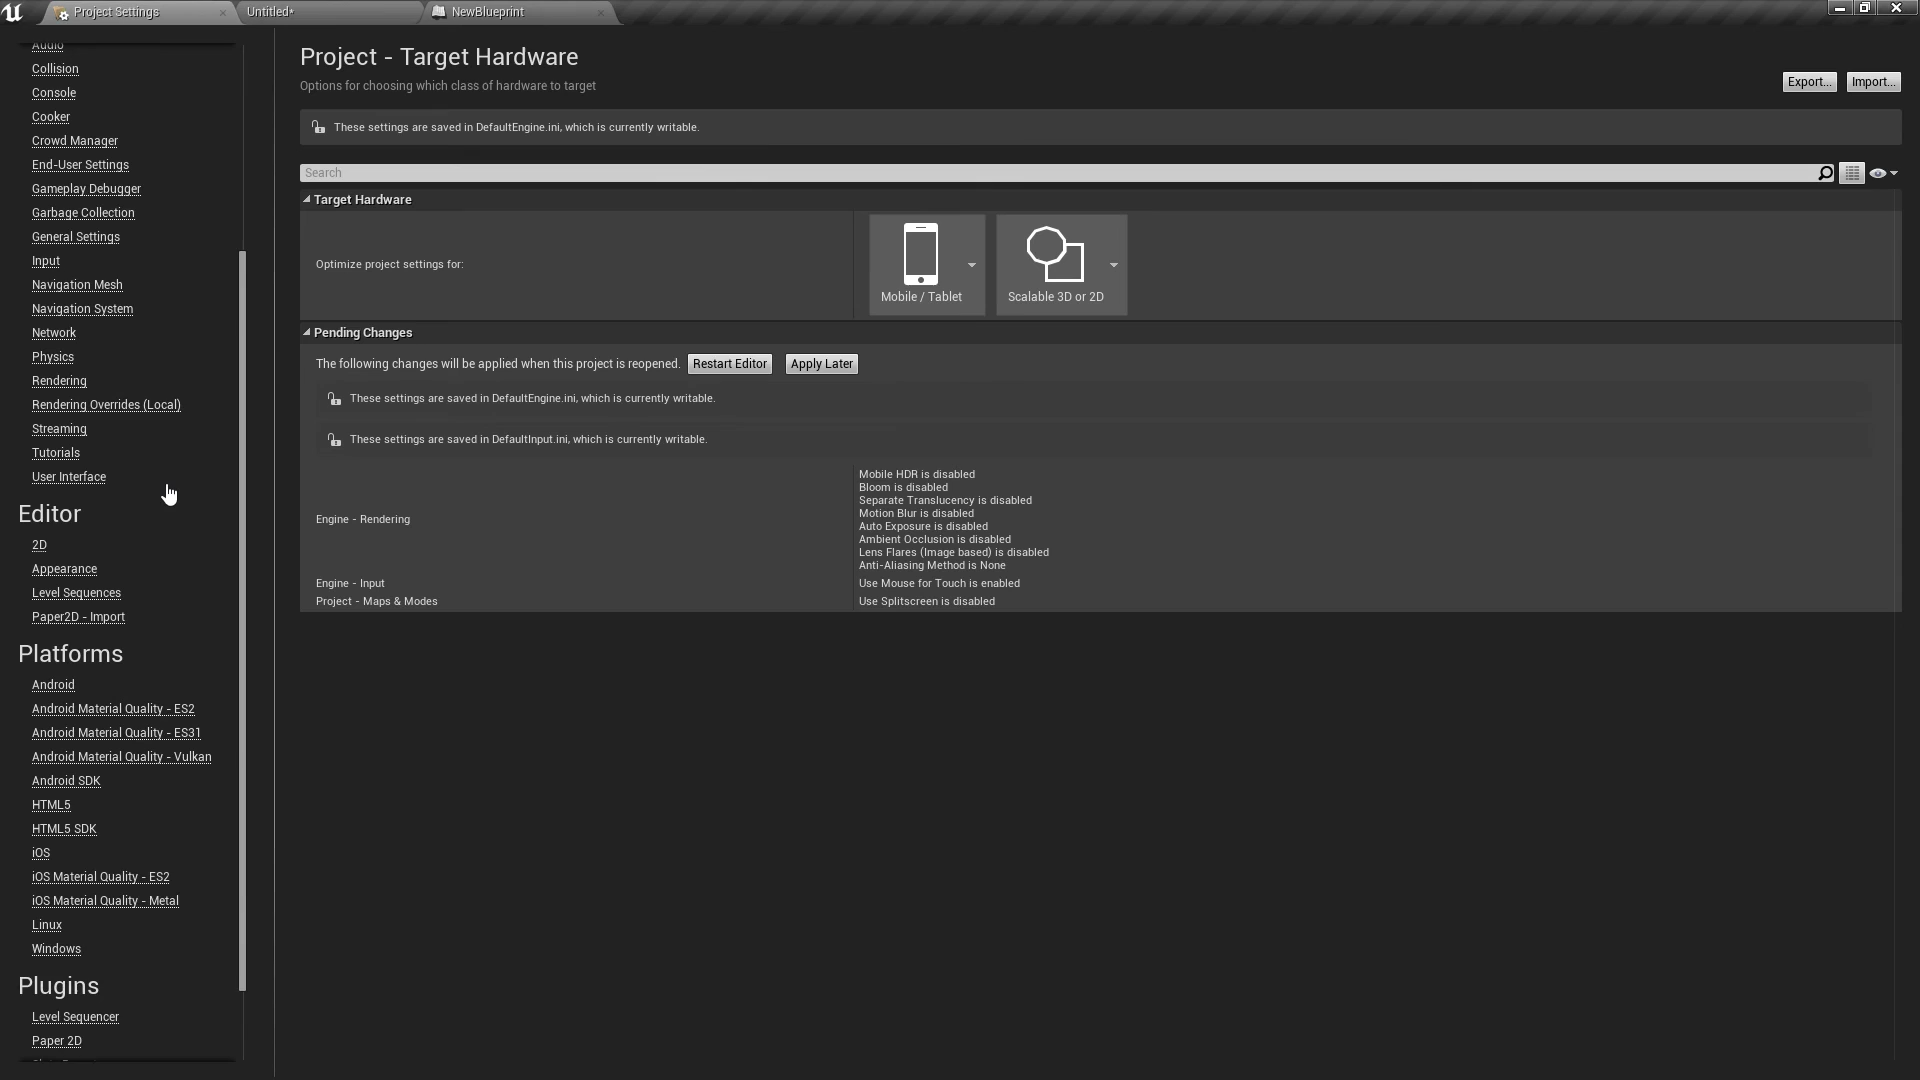 Project Settings
Untitled*
NewBlueprint
Audio
Collision
Console
Cooker
Crowd Manager
End-User Settings
Gameplay Debugger
Garbage Collection
General Settings
Input
Navigation Mesh
Navigation System
Network
Physics
Rendering
Rendering Overrides (Local)
Streaming
Tutorials
User Interface
Editor
2D
Appearance
Level Sequences
Paper2D - Import
Platforms
Android
Android Material Quality - ES2
Android Material Quality - ES31
Android Material Quality - Vulkan
Android SDK
HTML5
HTML5 SDK
iOS
iOS Material Quality - ES2
iOS Material Quality - Metal
Linux
Windows
Plugins
Level Sequencer
Paper 2D
Project - Target Hardware
Options for choosing which class of hardware to target
Export...
Import...
These settings are saved in DefaultEngine.ini, which is currently writable.
Search
Target Hardware
Optimize project settings for:
Mobile / Tablet
Scalable 3D or 2D
Pending Changes
The following changes will be applied when this project is reopened.
Restart Editor
Apply Later
These settings are saved in DefaultEngine.ini, which is currently writable.
These settings are saved in DefaultInput.ini, which is currently writable.
Engine - Rendering
Mobile HDR is disabled
Bloom is disabled
Separate Translucency is disabled
Motion Blur is disabled
Auto Exposure is disabled
Ambient Occlusion is disabled
Lens Flares (Image based) is disabled
Anti-Aliasing Method is None
Engine - Input
Use Mouse for Touch is enabled
Project - Maps & Modes
Use Splitscreen is disabled